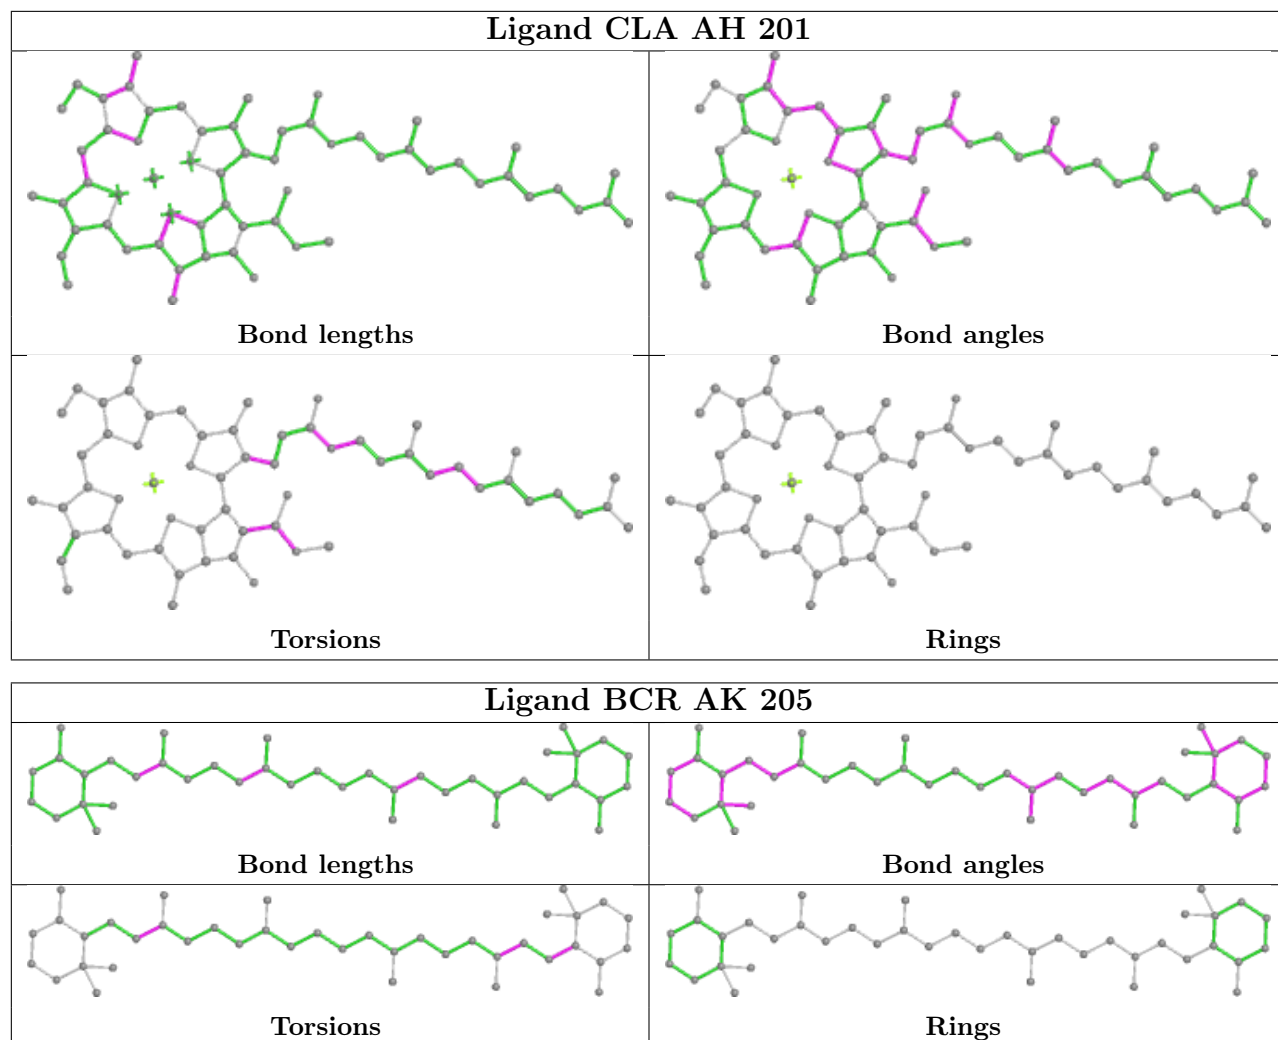 Ligand CLA AH 201
Bond lengths
Bond angles
Torsions
Rings
Ligand BCR AK 205
Bond lengths
Bond angles
Torsions
Rings